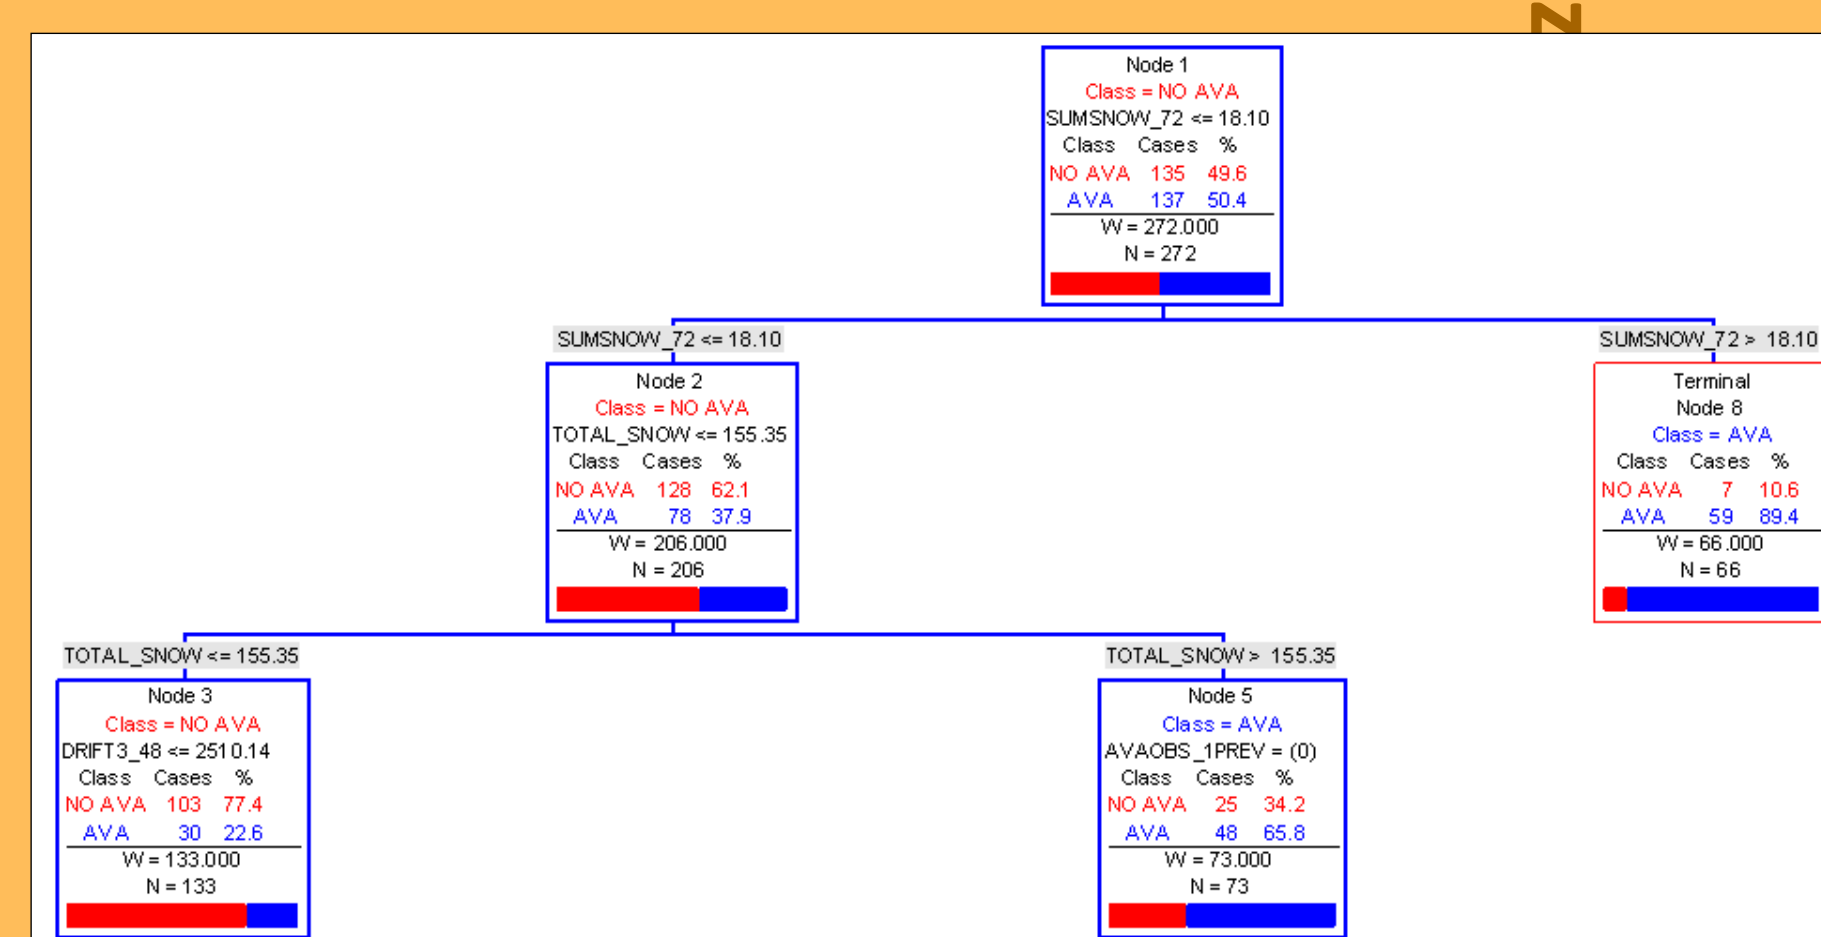 Z
Node 1
Class = NO AVA
SUMSNOW_72 <= 18.10
Class Cases %
NO AVA 135 49.6
AVA 137 50.4
W = 272.000
N = 272
SUMSNOW_72 <= 18.10
SUMSNOW_72 > 18.10
Node 2
Class = NO AVA
TOTAL_SNOW <= 155.35
Class Cases %
NO AVA 128 62.1
AVA 78 37.9
W = 206.000
N = 206
Terminal
Node 8
Class = AVA
Class Cases %
NO AVA 7 10.6
AVA 59 89.4
W = 66.000
N = 66
TOTAL_SNOW <= 155.35
TOTAL_SNOW > 155.35
Node 3
Class = NO AVA
DRIFT3_48 <= 2510.14
Class Cases %
NO AVA 103 77.4
AVA 30 22.6
W = 133.000
N = 133
Node 5
Class = AVA
AVAOBS_1PREV = (0)
Class Cases %
NO AVA 25 34.2
AVA 48 65.8
W = 73.000
N = 73